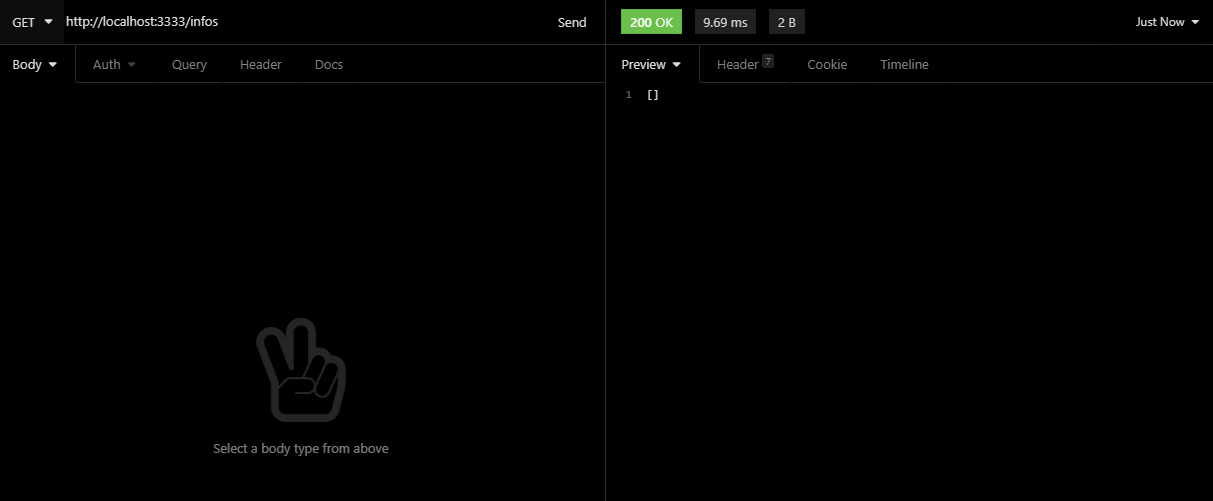 GET http://localhost:3333/infos Send
200 OK 9.69 ms 2 B Just Now
Body Auth Query Header Docs
Preview Header 7 Cookie Timeline
1 []
Select a body type from above